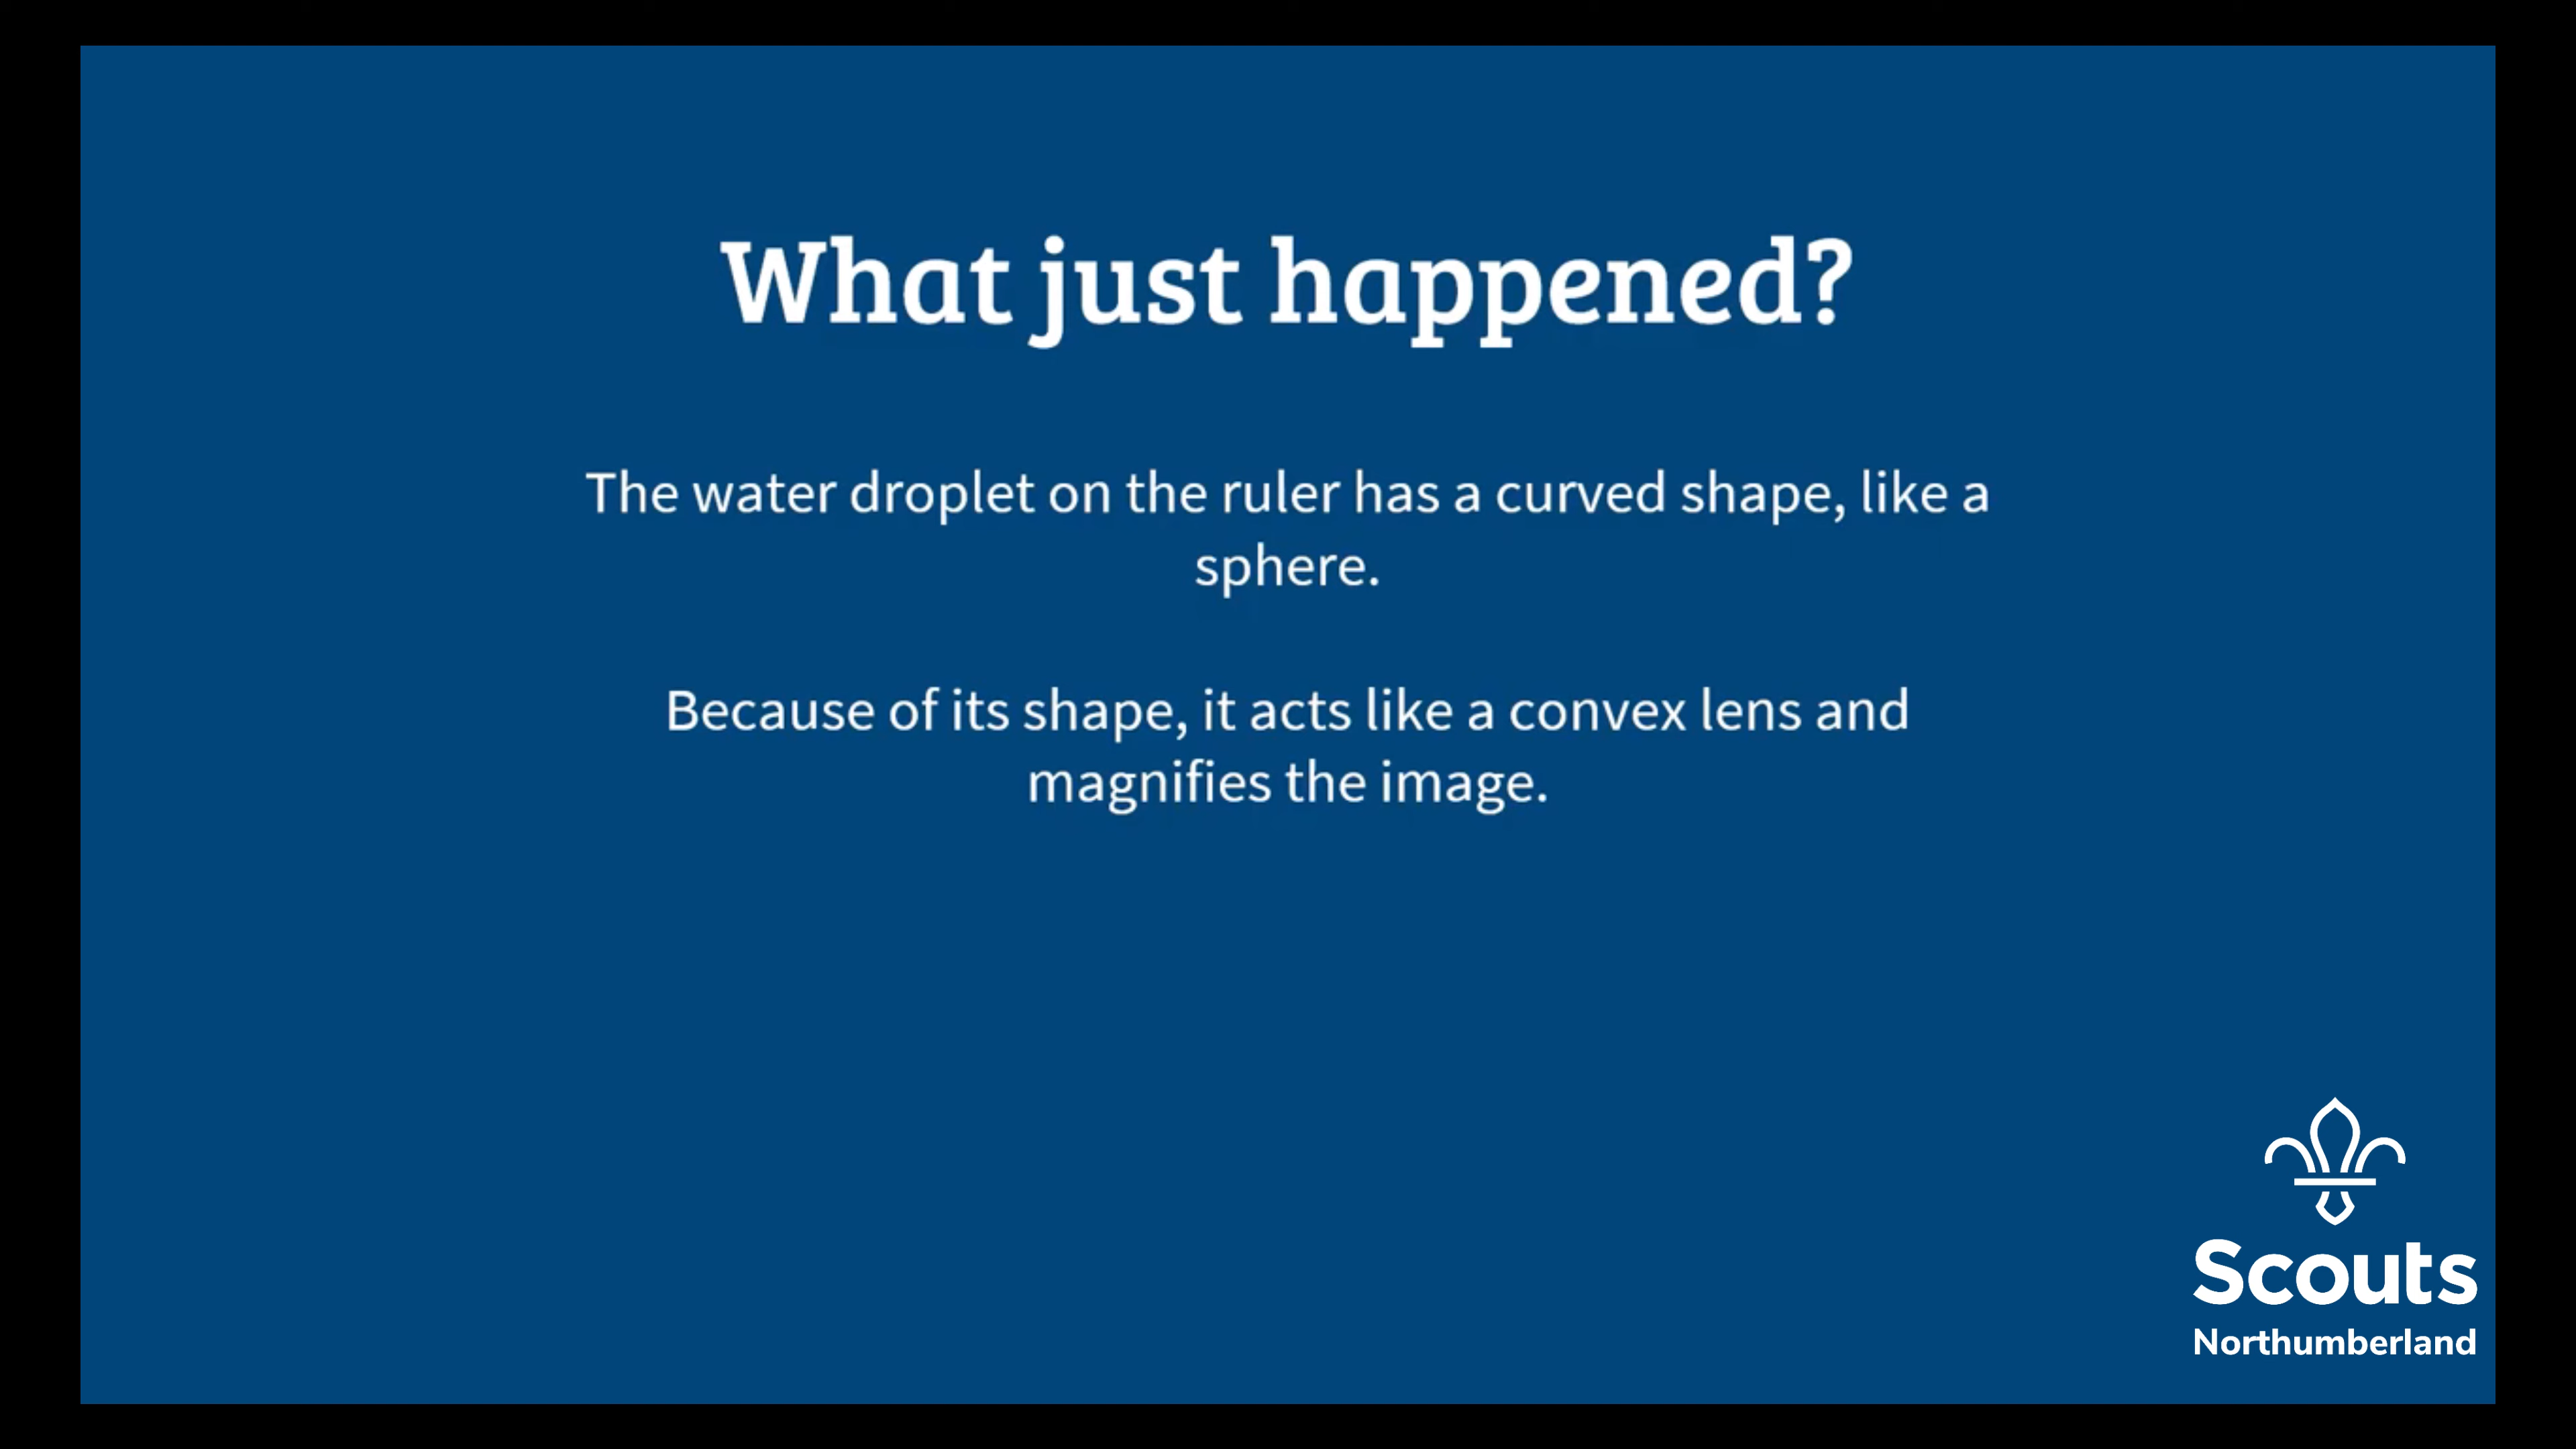 What just happened?
The water droplet on the ruler has a curved shape, like a
sphere.
Because of its shape, it acts like a convex lens and
magnifies the image.
Scouts
Northumberland